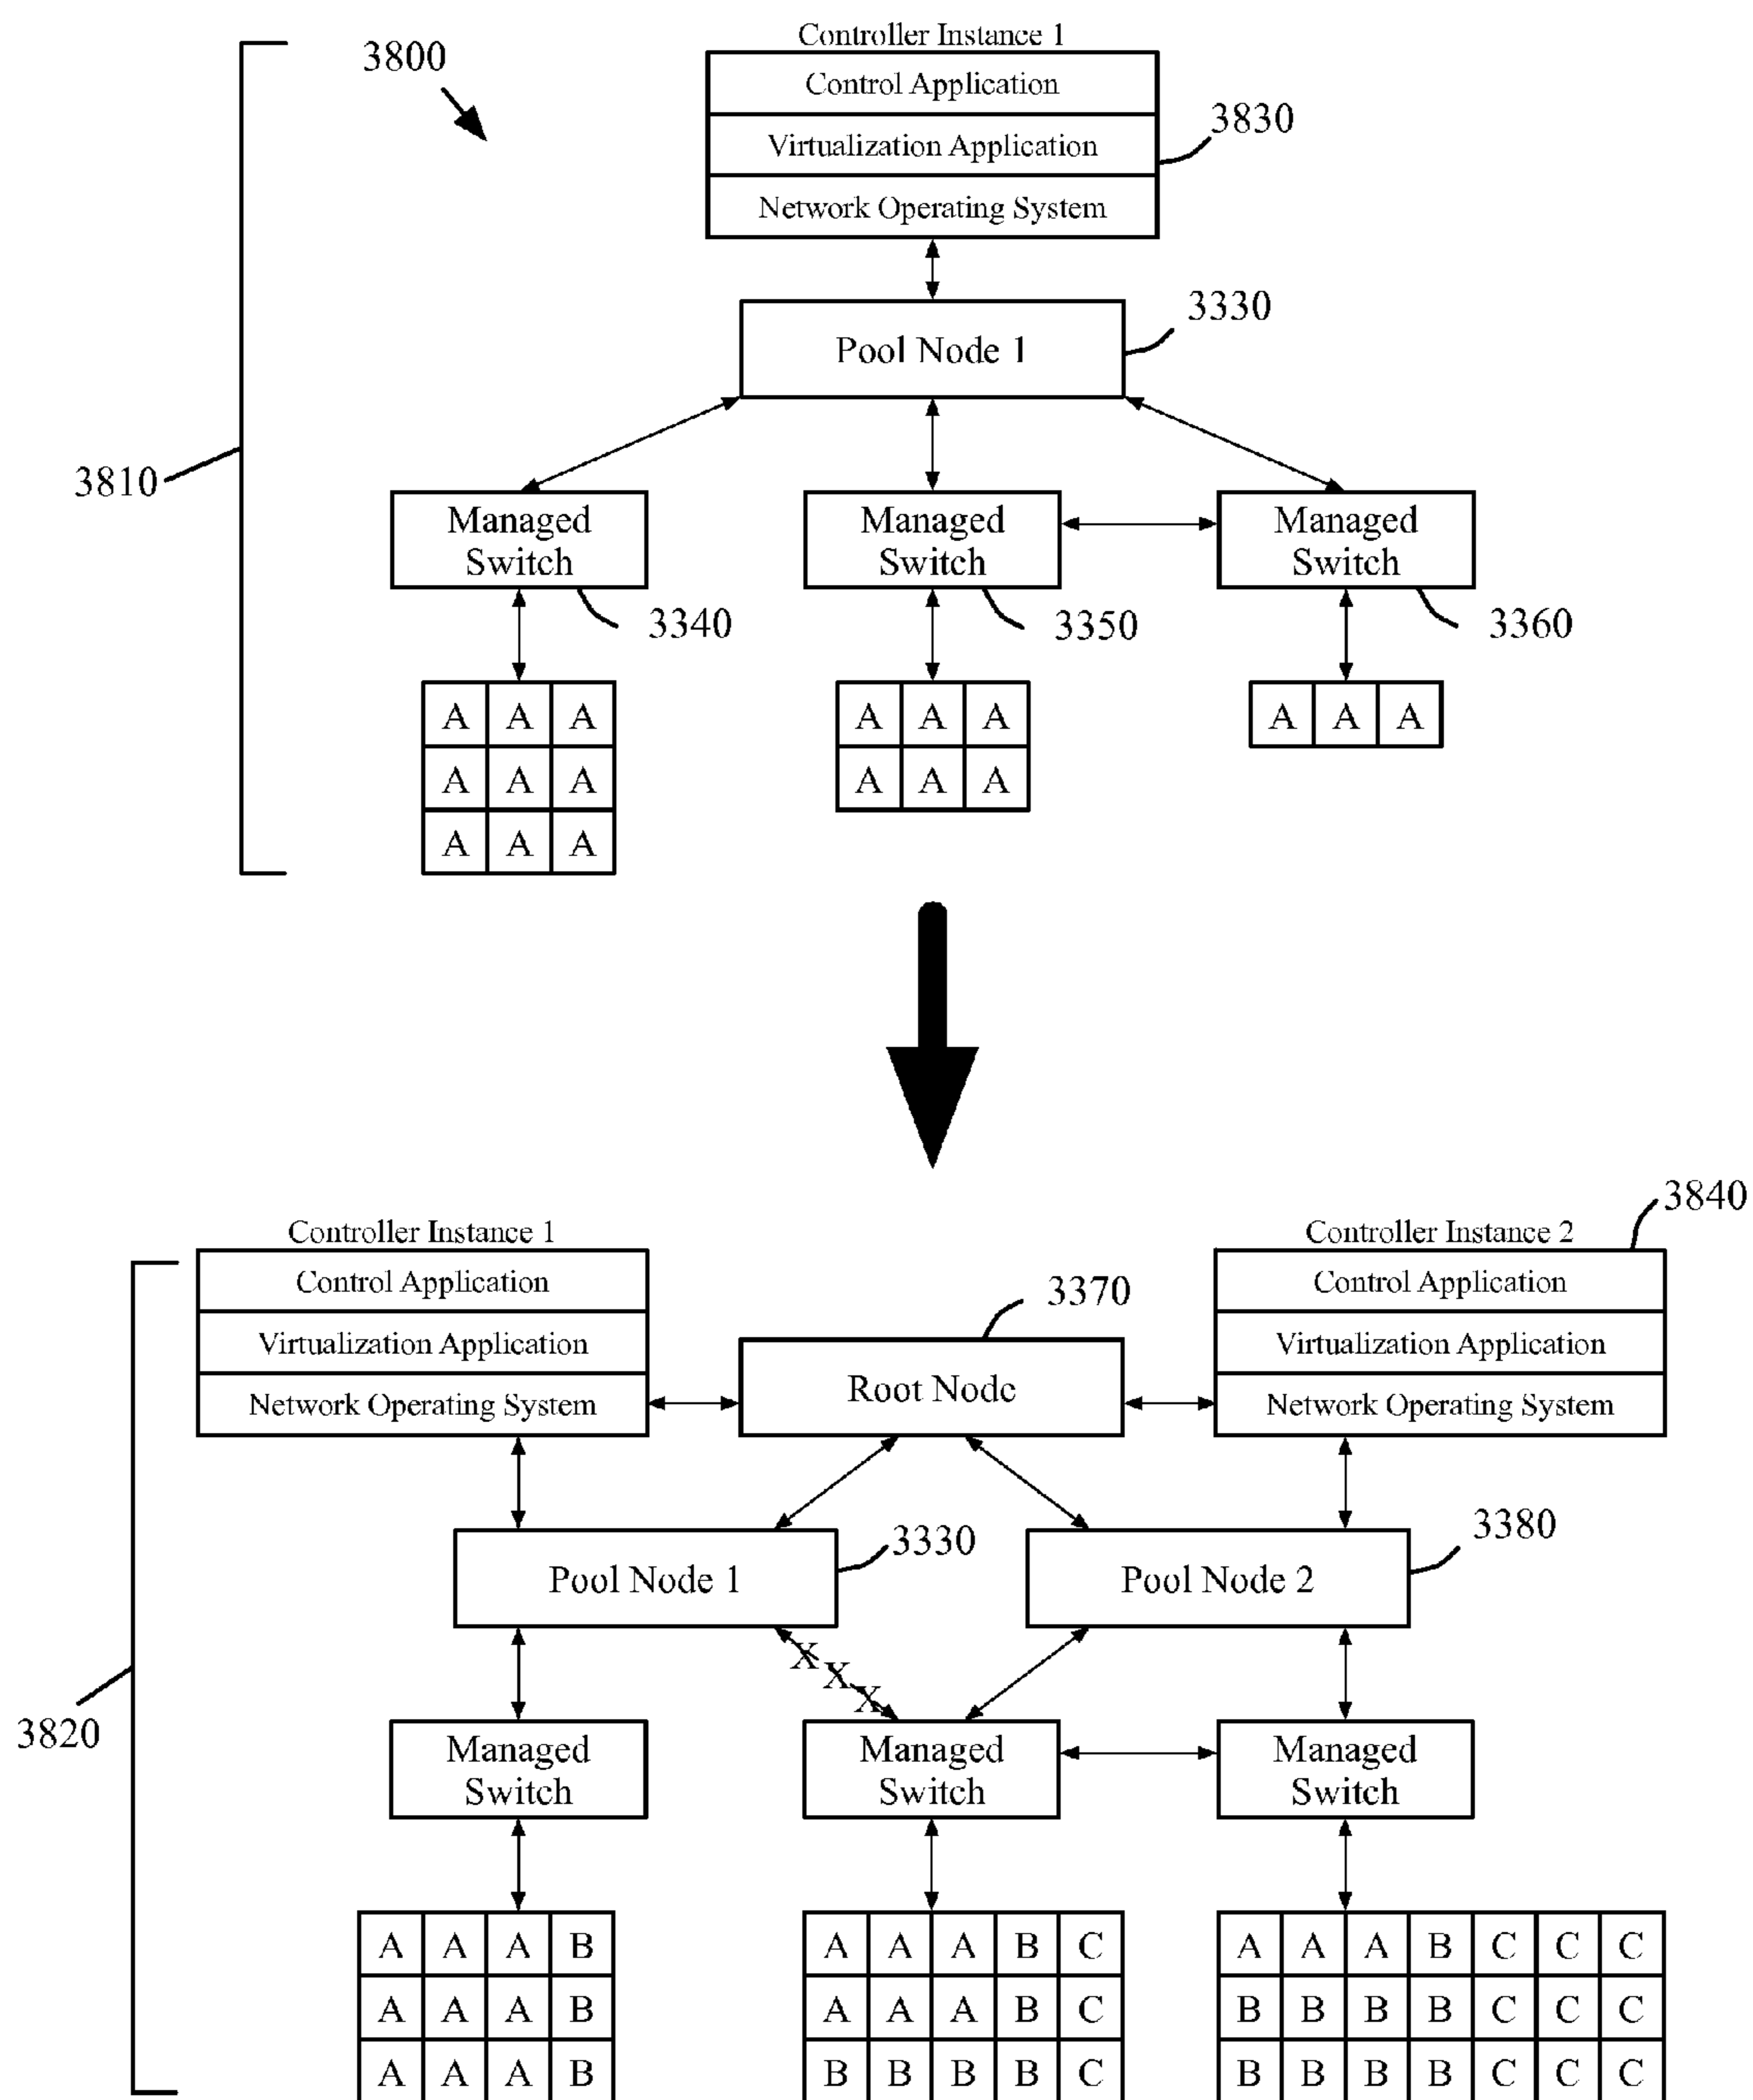 Controller Instance 1
3800
Control Application
3830
Virtualization Application
Network Operating System
3330
Pool Node 1
3810
Managed
Switch
Managed
Switch
Managed
Switch
3340
3350
3360
A A A
A A A
A A A
A A A
A A A
A A A
3840
Controller Instance 1
Controller Instance 2
Control Application
Virtualization Application
Network Operating System
3370
Root Node
Control Application
Virtualization Application
Network Operating System
3330
3380
Pool Node 1
Pool Node 2
X
X
X
3820
Managed
Switch
Managed
Switch
Managed
Switch
A A A B
A A A B
A A A B
A A A B C
A A A B C
B B B B C
A A A B C C C
B B B B C C C
B B B B C C C